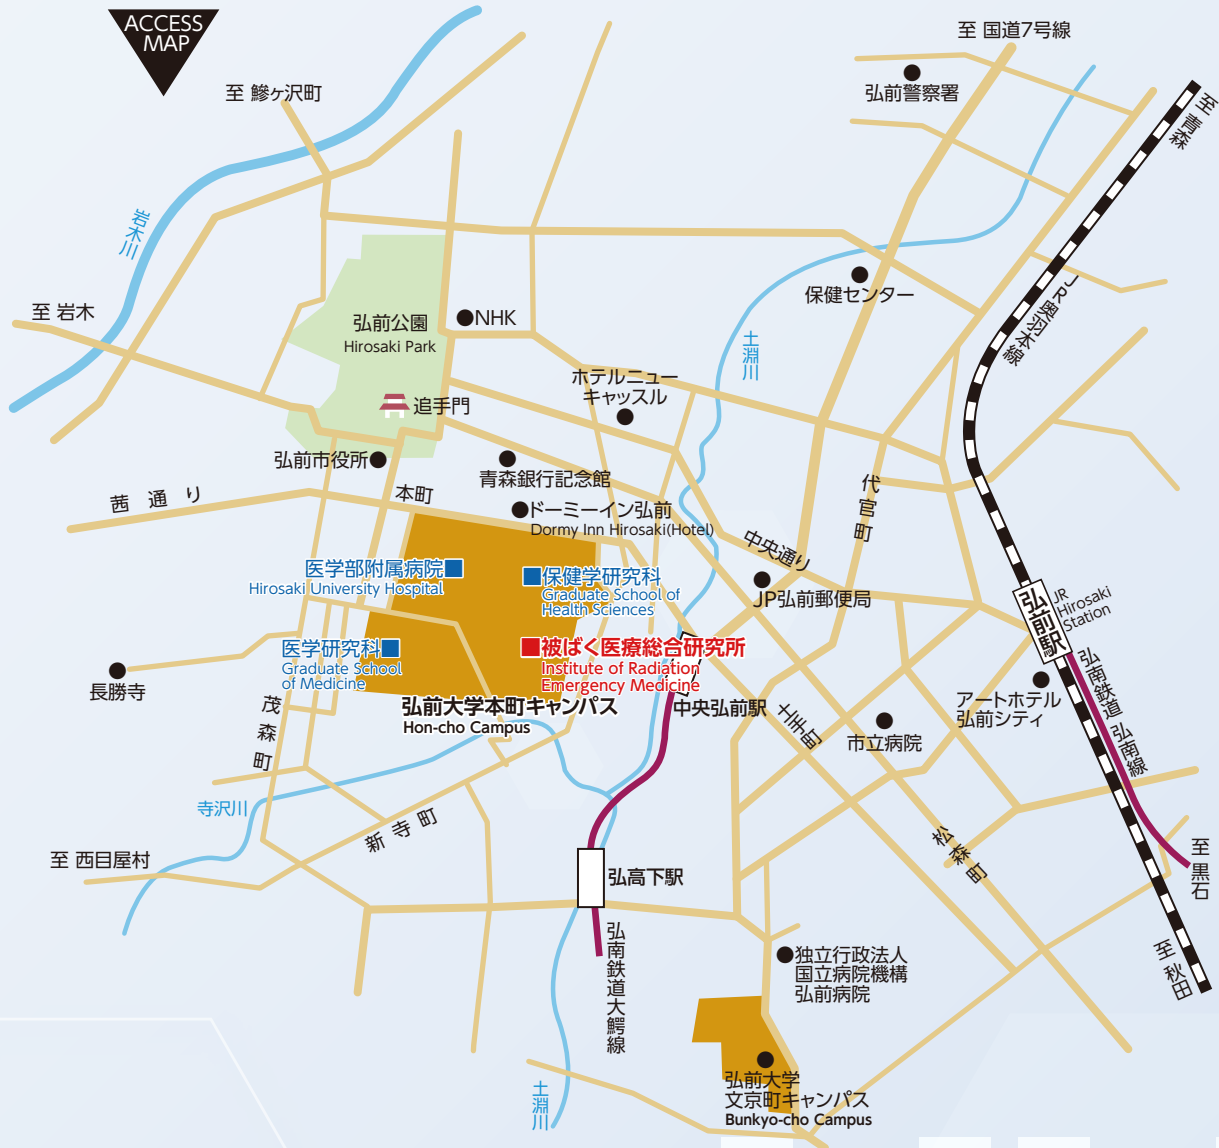 ACCESS
MAP
至 国道7号線
弘前警察署
至 鰺ヶ沢町
至 青森
岩木川
保健センター
JR奥羽本線
至 岩木
弘前公園
Hirosaki Park
NHK
土淵川
ホテルニュー
キャッスル
追手門
弘前市役所
青森銀行記念館
茜通り
本町
ドーミーイン弘前
Dormy Inn Hirosaki(Hotel)
代官町
中央通り
医学部附属病院
Hirosaki University Hospital
保健学研究科
Graduate School of
Health Sciences
JP弘前郵便局
弘前駅
JR
Hirosaki
Station
医学研究科
Graduate School
of Medicine
被ばく医療総合研究所
Institute of Radiation
Emergency Medicine
弘南鉄道 弘南線
長勝寺
弘前大学本町キャンパス
Hon-cho Campus
中央弘前駅
土手町
アートホテル
弘前シティ
市立病院
茂森町
寺沢川
新寺町
松森町
至 西目屋村
至 黒石
弘高下駅
弘南鉄道大鰐線
独立行政法人
国立病院機構
弘前病院
至 秋田
弘前大学
文京町キャンパス
Bunkyo-cho Campus
土淵川